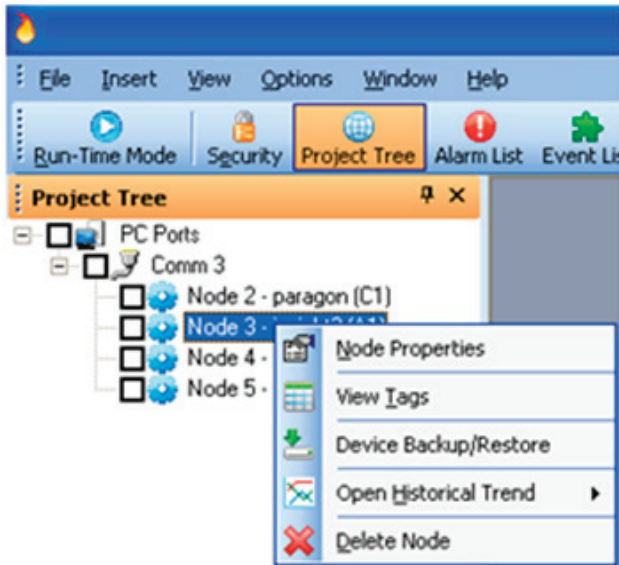 File Insert View Options Window Help
Run-Time Mode Security Project Tree Alarm List Event Lis
Project Tree
PC Ports
Comm 3
Node 2 - paragon (C1)
Node 3 -
Node 4 -
Node 5 -
Node Properties
View Tags
Device Backup/Restore
Open Historical Trend
Delete Node